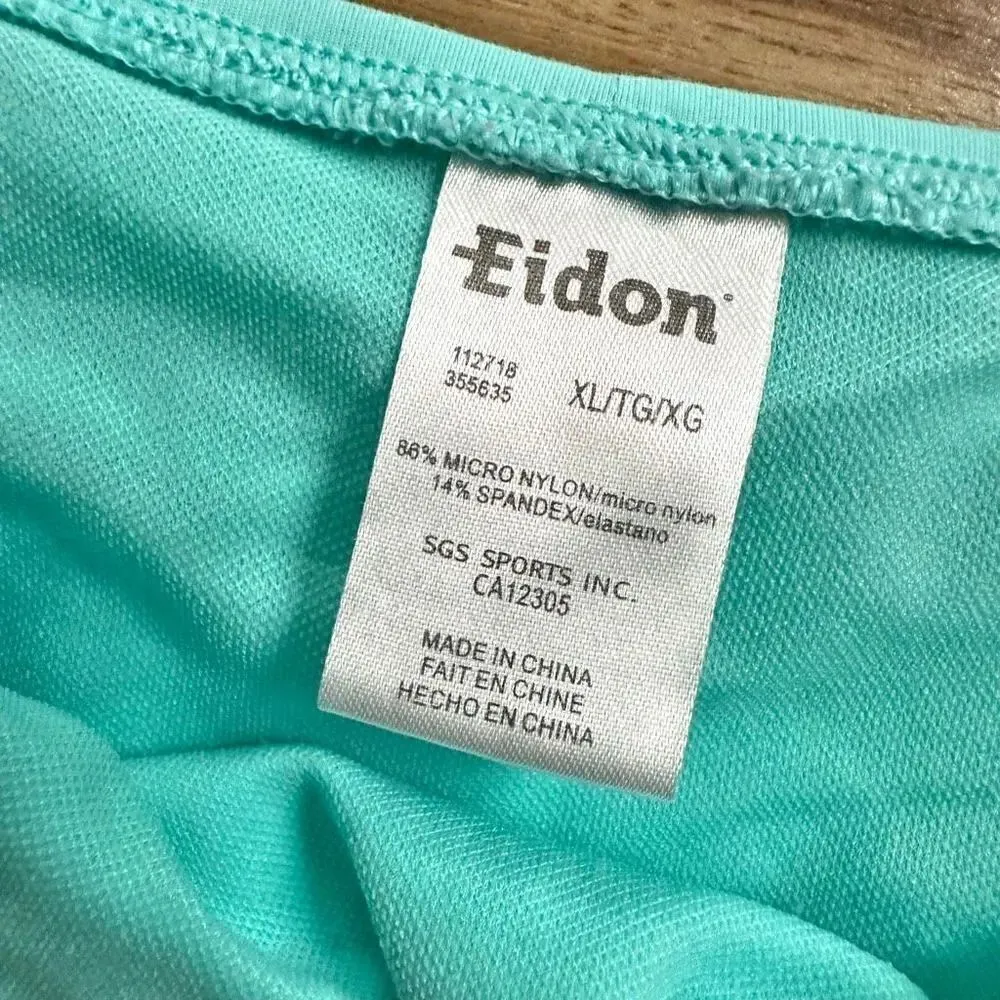 Eidon
112718
355635
XL/TG/XG
86% MICRO NYLON/micro nylon
14% SPANDEX/elastano
SGS SPORTS INC.
CA12305
MADE IN CHINA
FAIT EN CHINE
HECHO EN CHINA